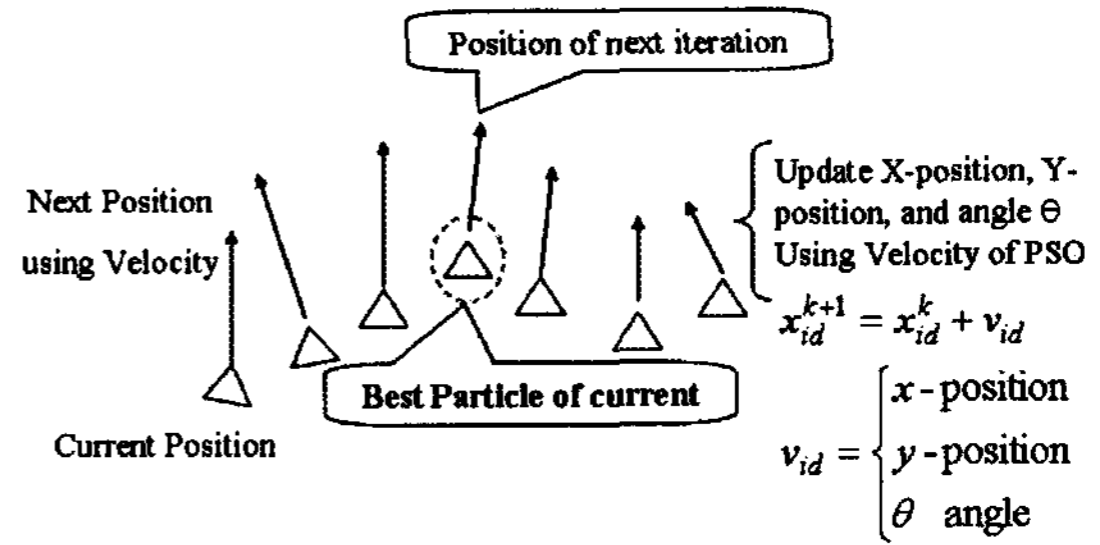 Position of next iteration
Next Position
using Velocity
Update X-position, Y-
position, and angle θ
Using Velocity of PSO
x_{id}^{k+1} = x_{id}^{k} + v_{id}
Best Particle of current
Current Position
v_{id} = { x - position
y - position
θ angle